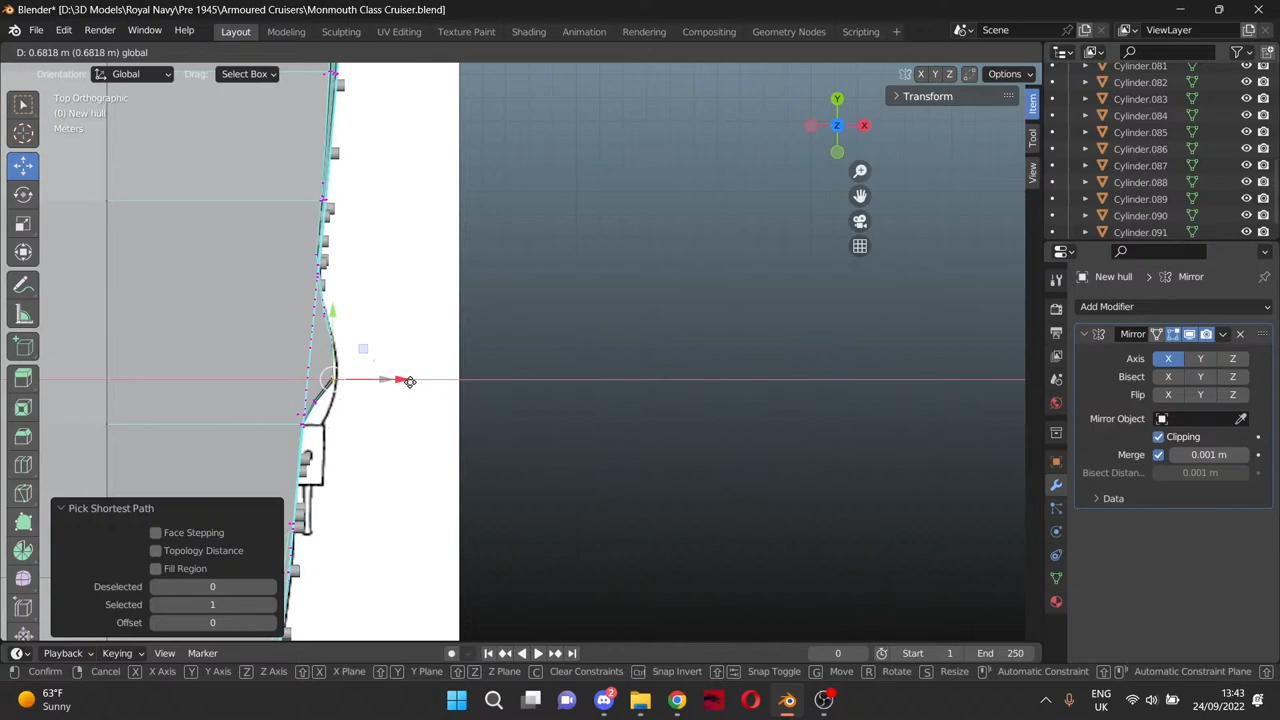 Blender* [D:\3D Models\Royal Navy\Pre 1945\Armoured Cruisers\Monmouth Class Cruiser.blend]
File Edit Render Window Help Layout Modeling Sculpting UV Editing Texture Paint Shading Animation Rendering Compositing Geometry Nodes Scripting Scene ViewLayer
D: 0.6818 m (0.6818 m) global
Orientation: Global Drag: Select Box X Y Z Options
Top Orthographic
(0) New hull
Meters
Y
Z
X
Transform
Item
Tool
View
Cylinder.081
Cylinder.082
Cylinder.083
Cylinder.084
Cylinder.085
Cylinder.086
Cylinder.087
Cylinder.088
Cylinder.089
Cylinder.090
Cylinder.091
New hull Mirror
Add Modifier
Mirror
Axis X Y Z
Bisect X Y Z
Flip X Y Z
Mirror Object
Clipping
Merge 0.001 m
Bisect Distan... 0.001 m
Data
Pick Shortest Path
Face Stepping
Topology Distance
Fill Region
Deselected 0
Selected 1
Offset 0
Playback Keying View Marker 0 Start 1 End 250
Confirm X X Axis Y Y Axis Z Z Axis X X Plane Y Y Plane Z Z Plane C Clear Constraints Snap Invert Snap Toggle G Move R Rotate S Resize Automatic Constraint Automatic Constraint Plane
63°F
Sunny
2
ENG
UK
13:43
24/09/2022